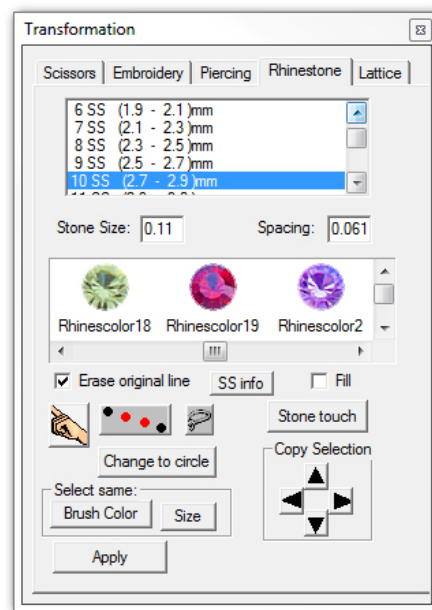 Transformation
Scissors Embroidery Piercing Rhinestone Lattice
6 SS (1.9 - 2.1 )mm
7 SS (2.1 - 2.3 )mm
8 SS (2.3 - 2.5 )mm
9 SS (2.5 - 2.7 )mm
10 SS (2.7 - 2.9 )mm
Stone Size: 0.11 Spacing: 0.061
Rhinescolor18 Rhinescolor19 Rhinescolor2
Erase original line SS info Fill
Stone touch
Change to circle
Copy Selection
Select same:
Brush Color Size
Apply